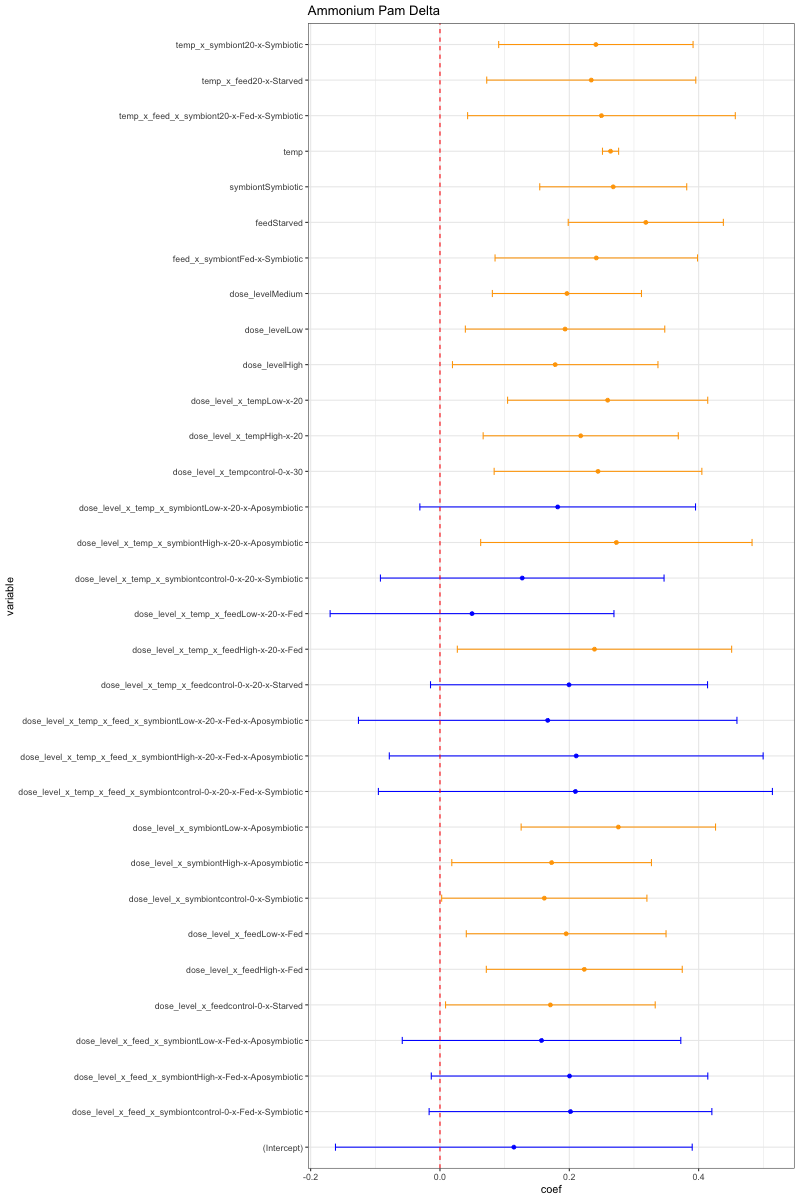 Ammonium Pam Delta
temp_x_symbiont20-x-Symbiotic
temp_x_feed20-x-Starved
temp_x_feed_x_symbiont20-x-Fed-x-Symbiotic
temp
symbiontSymbiotic
feedStarved
feed_x_symbiontFed-x-Symbiotic
dose_levelMedium
dose_levelLow
dose_levelHigh
dose_level_x_tempLow-x-20
dose_level_x_tempHigh-x-20
dose_level_x_tempcontrol-0-x-30
dose_level_x_temp_x_symbiontLow-x-20-x-Aposymbiotic
dose_level_x_temp_x_symbiontHigh-x-20-x-Aposymbiotic
dose_level_x_temp_x_symbiontcontrol-0-x-20-x-Symbiotic
variable
dose_level_x_temp_x_feedLow-x-20-x-Fed
dose_level_x_temp_x_feedHigh-x-20-x-Fed
dose_level_x_temp_x_feedcontrol-0-x-20-x-Starved
dose_level_x_temp_x_feed_x_symbiontLow-x-20-x-Fed-x-Aposymbiotic
dose_level_x_temp_x_feed_x_symbiontHigh-x-20-x-Fed-x-Aposymbiotic
dose_level_x_temp_x_feed_x_symbiontcontrol-0-x-20-x-Fed-x-Symbiotic
dose_level_x_symbiontLow-x-Aposymbiotic
dose_level_x_symbiontHigh-x-Aposymbiotic
dose_level_x_symbiontcontrol-0-x-Symbiotic
dose_level_x_feedLow-x-Fed
dose_level_x_feedHigh-x-Fed
dose_level_x_feedcontrol-0-x-Starved
dose_level_x_feed_x_symbiontLow-x-Fed-x-Aposymbiotic
dose_level_x_feed_x_symbiontHigh-x-Fed-x-Aposymbiotic
dose_level_x_feed_x_symbiontcontrol-0-x-Fed-x-Symbiotic
(Intercept)
-0.2 0.0 0.2 0.4
coef